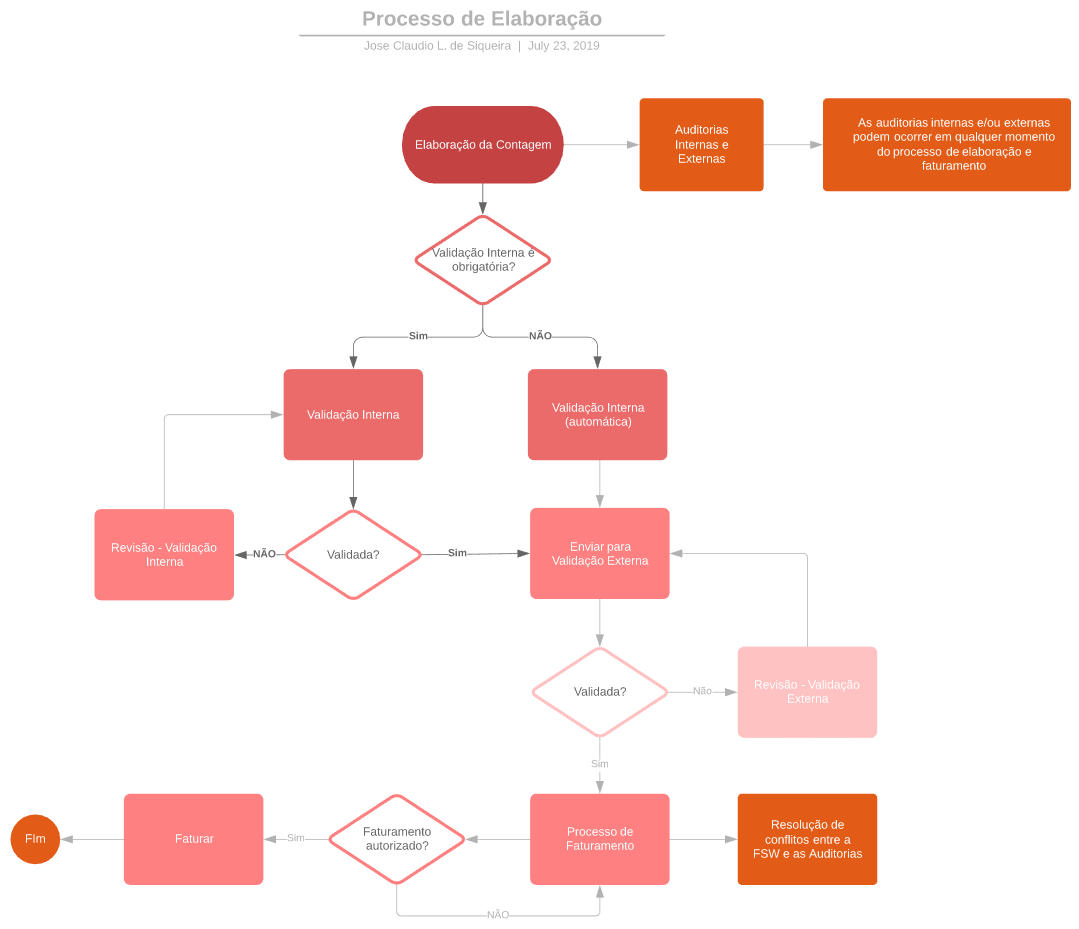 Processo de Elaboração
Jose Claudio L. de Siqueira | July 23, 2019
Elaboração da Contagem
Auditorias
Internas e
Externas
As auditorias internas e/ou externas
podem ocorrer em qualquer momento
do processo de elaboração e
faturamento
Validação Interna é
obrigatória?
Sim
NÃO
Validação Interna
Validação Interna
(automática)
Revisão - Validação
Interna
NÃO
Validada?
Sim
Enviar para
Validação Externa
Validada?
Não
Revisão - Validação
Externa
Sim
FIm
Faturar
Sim
Faturamento
autorizado?
Processo de
Faturamento
Resolução de
conflitos entre a
FSW e as Auditorias
NÃO